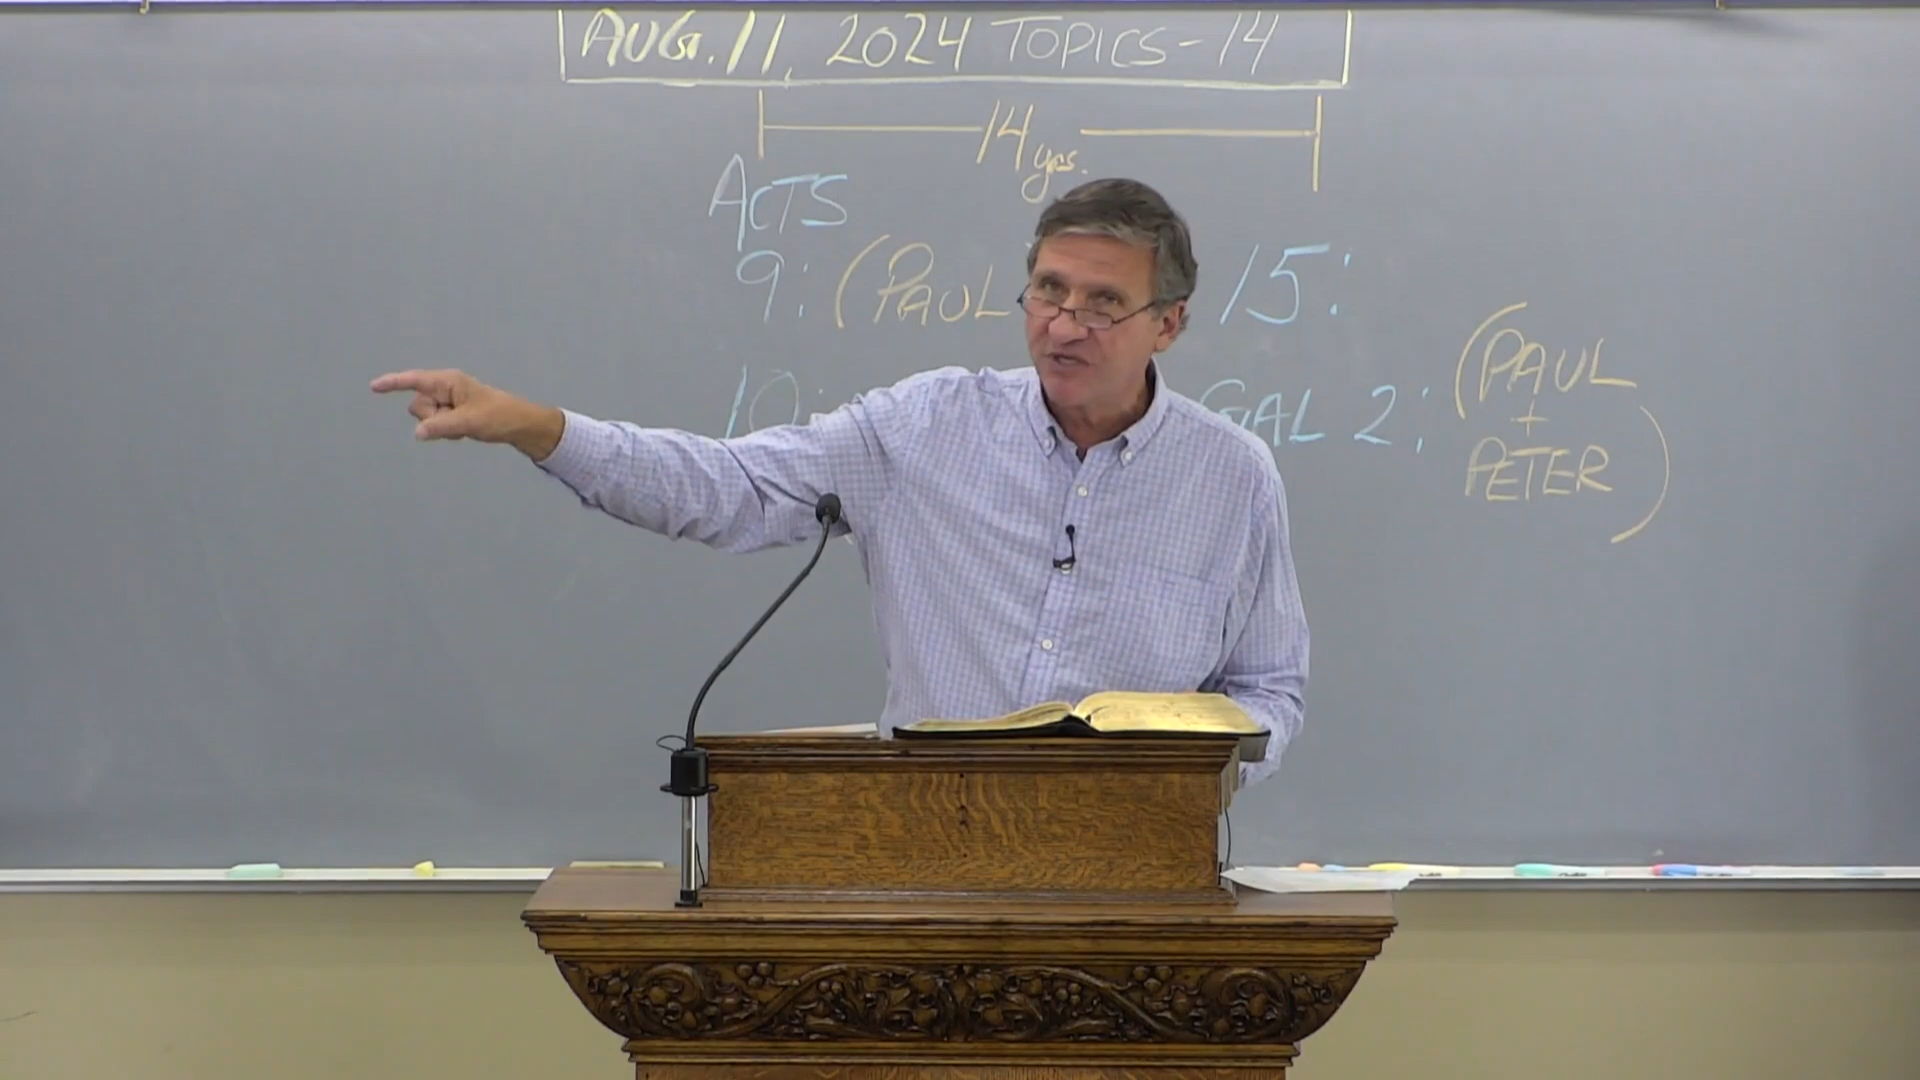 AUG. 11, 2024 TOPICS-14
14 yrs.
ACTS
9: (PAUL
15:
10:
GAL 2: (PAUL
+
PETER)